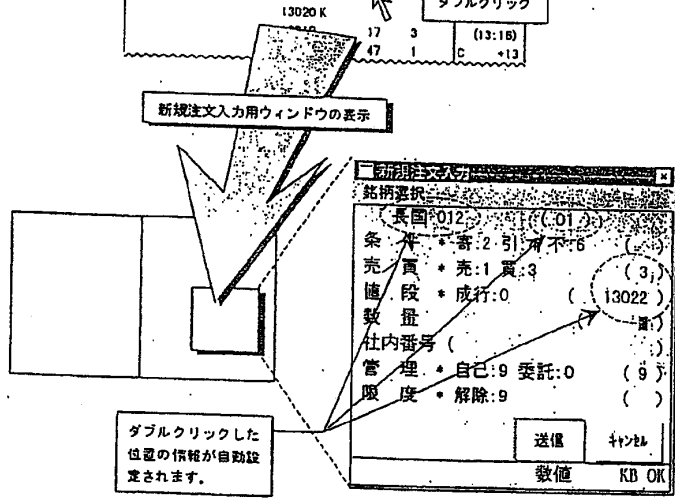 ダブルクリック
13020 K
17 3 (13:16)
47 1 C +13
新規注文入力用ウィンドウの表示
新規注文入力
銘柄選択
長国 012 ( 01 )
条 件 * 寄:2 引:4 不:6 ( )
売 買 * 売:1 買:3 ( 3 )
値 段 * 成行:0 ( 13022 )
数 量
社内番号 ( )
管 理 * 自己:9 委託:0 ( 9 )
限 度 * 解除:9 ( )
送信 キャンセル
数値 KB OK
ダブルクリックした
位置の情報が自動設
定されます。